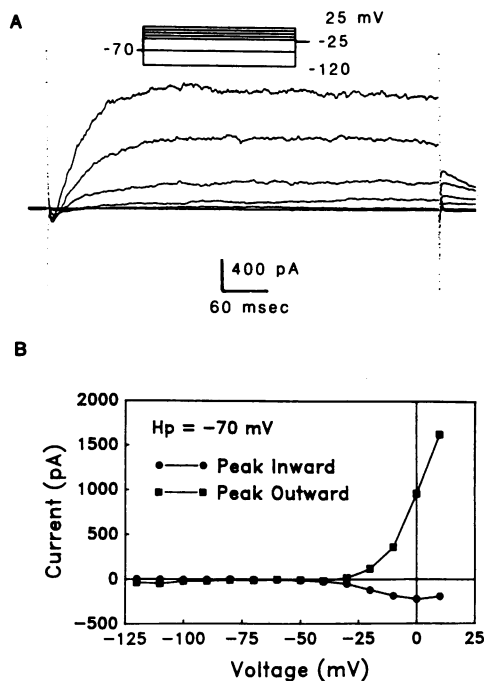 A
25 mV
-70
-25
-120
400 pA
60 msec
B
2000
1500
1000
500
0
-500
Current (pA)
Hp = -70 mV
Peak Inward
Peak Outward
-125 -100 -75 -50 -25 0 25
Voltage (mV)